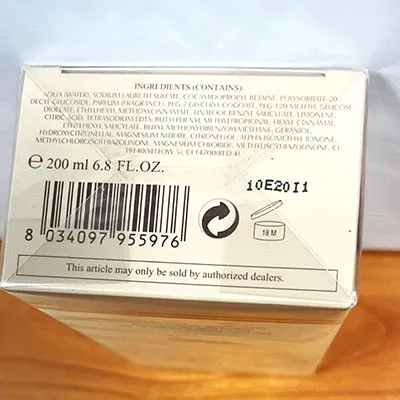 INGREDIENTS (CONTAINS):
AQUA (WATER), SODIUM LAURETH SULFATE, COCAMIDOPROPYL BETAINE, POLYSORBATE 20,
DECYL GLUCOSIDE, PARFUM (FRAGRANCE), PEG-7 GLYCERYL COCOATE, PEG-120 METHYL GLUCOSE
DIOLEATE, ETHYLHEXYL METHOXYCINNAMATE, LINALOOL, BENZYL SALICYLATE, LIMONENE,
CITRIC ACID, TETRASODIUM EDTA, BUTYLPHENYL METHYLPROPIONAL, HEXYL CINNAMAL,
ETHYLHEXYL SALICYLATE, BUTYL METHOXYDIBENZOYLMETHANE, GERANIOL,
HYDROXYCITRONELLAL, MAGNESIUM NITRATE, CITRONELLOL,
METHYLCHLOROISOTHIAZOLINONE, MAGNESIUM CHLORIDE, METHYLISOTHIAZOLINONE, CI
19140(YELLOW 5), CI 14700(RED 4)
e 200 ml 6.8 FL.OZ.
10E2011
18 M
8 034097 955976
This article may only be sold by authorized dealers.